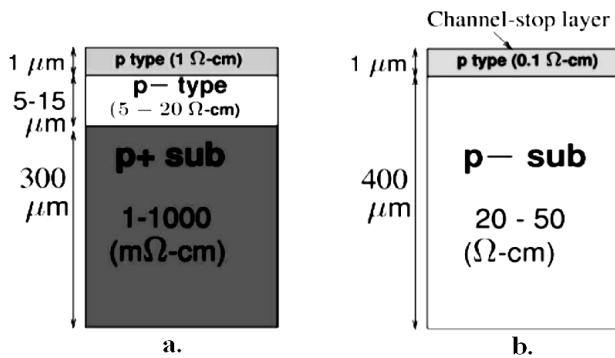 Channel-stop layer
1 μm
p type (1 Ω-cm)
5-15
μm
p− type
(5 − 20 Ω-cm)
300
μm
p+ sub
1-1000
(mΩ-cm)
a.
1 μm
p type (0.1 Ω-cm)
400
μm
p− sub
20 - 50
(Ω-cm)
b.